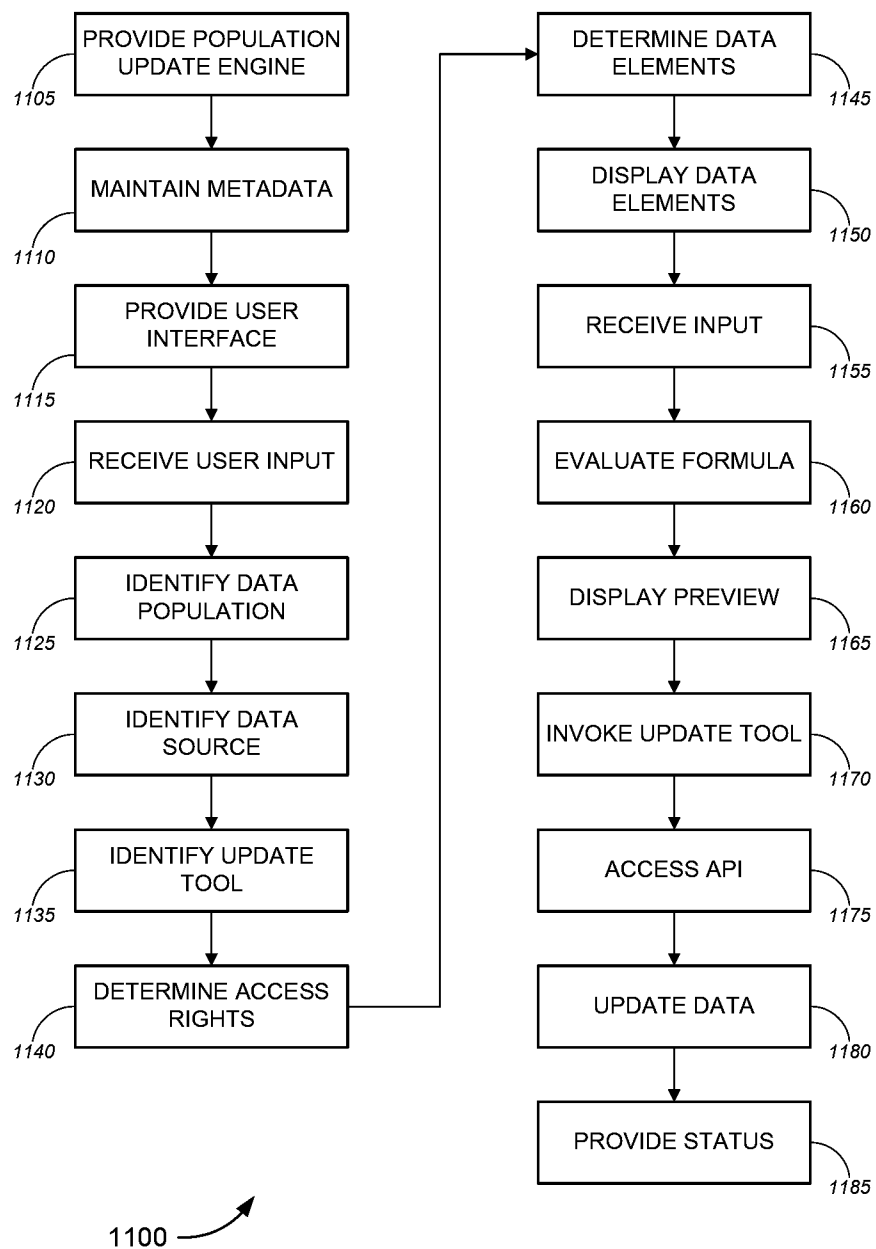 PROVIDE POPULATION
UPDATE ENGINE
1105
MAINTAIN METADATA
1110
PROVIDE USER
INTERFACE
1115
RECEIVE USER INPUT
1120
IDENTIFY DATA
POPULATION
1125
IDENTIFY DATA
SOURCE
1130
IDENTIFY UPDATE
TOOL
1135
DETERMINE ACCESS
RIGHTS
1140
DETERMINE DATA
ELEMENTS
1145
DISPLAY DATA
ELEMENTS
1150
RECEIVE INPUT
1155
EVALUATE FORMULA
1160
DISPLAY PREVIEW
1165
INVOKE UPDATE TOOL
1170
ACCESS API
1175
UPDATE DATA
1180
PROVIDE STATUS
1185
1100